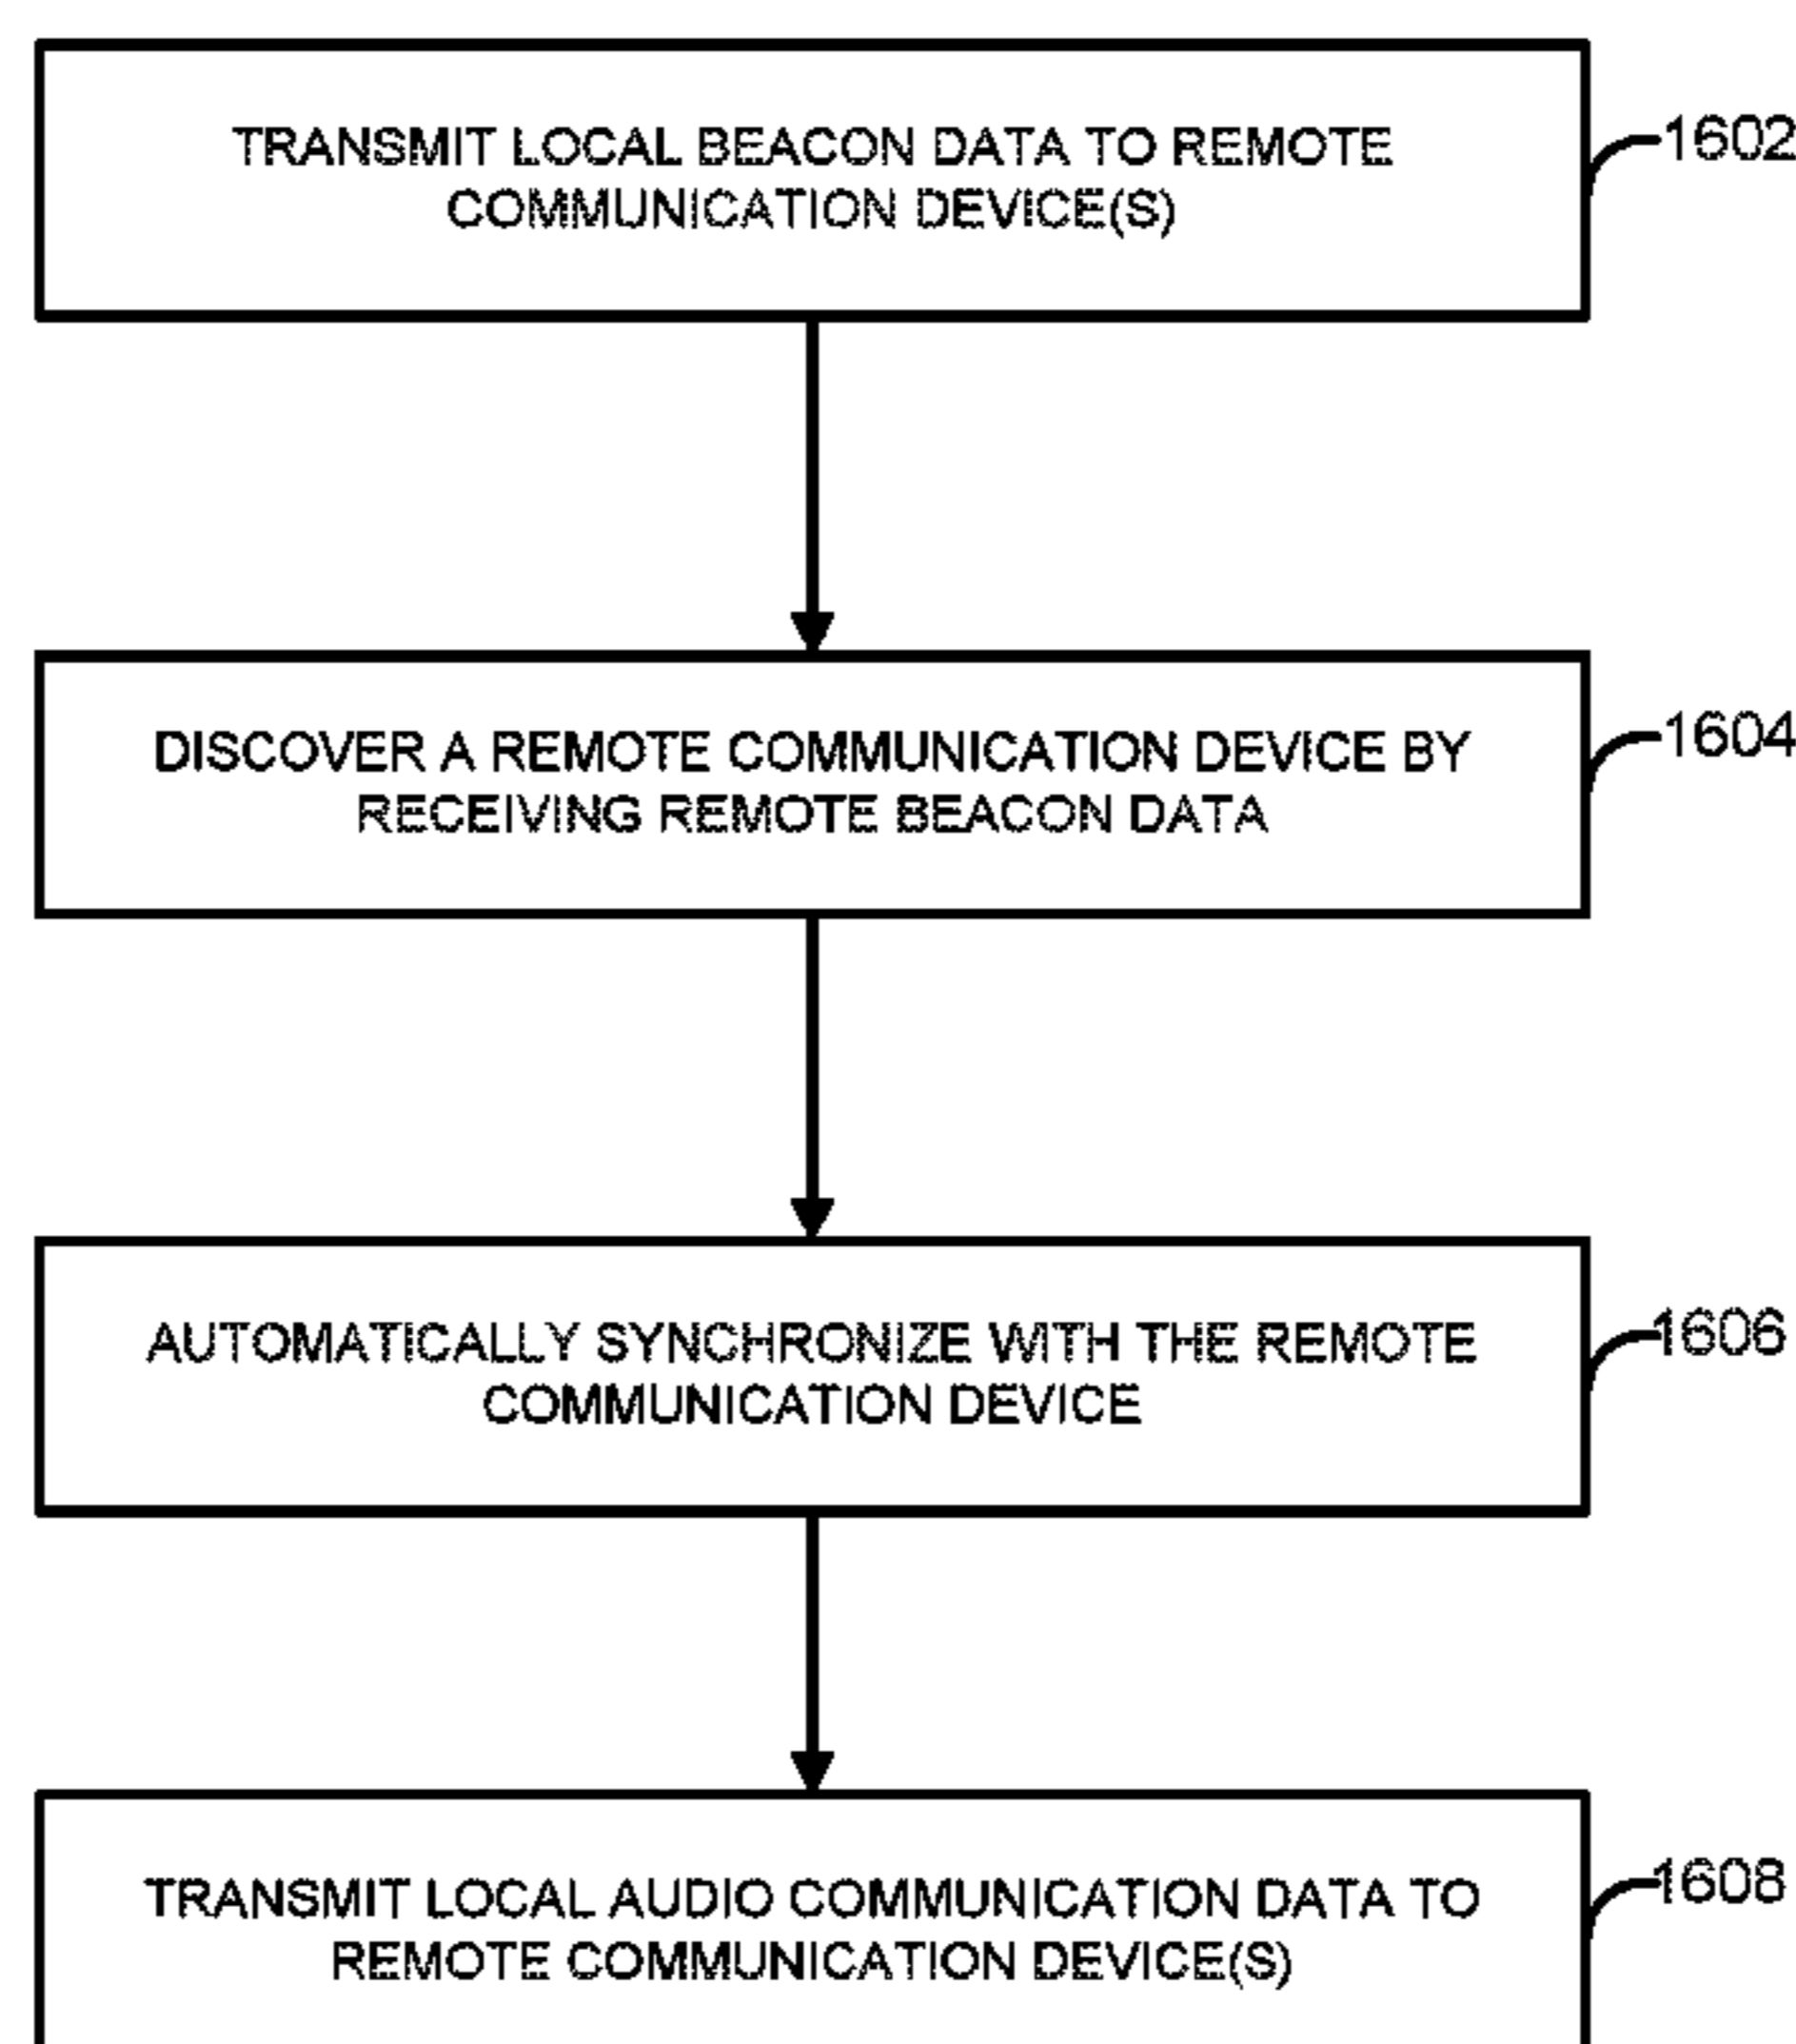 TRANSMIT LOCAL BEACON DATA TO REMOTE
COMMUNICATION DEVICE(S)
1602
DISCOVER A REMOTE COMMUNICATION DEVICE BY
RECEIVING REMOTE BEACON DATA
1604
AUTOMATICALLY SYNCHRONIZE WITH THE REMOTE
COMMUNICATION DEVICE
1606
TRANSMIT LOCAL AUDIO COMMUNICATION DATA TO
REMOTE COMMUNICATION DEVICE(S)
1608